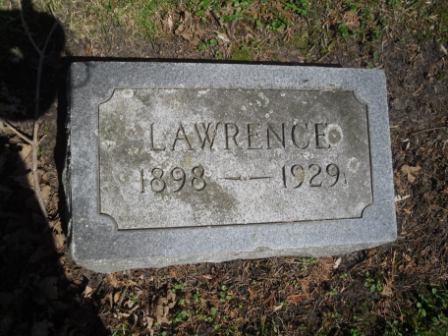 LAWRENCE
1898 — — 1929